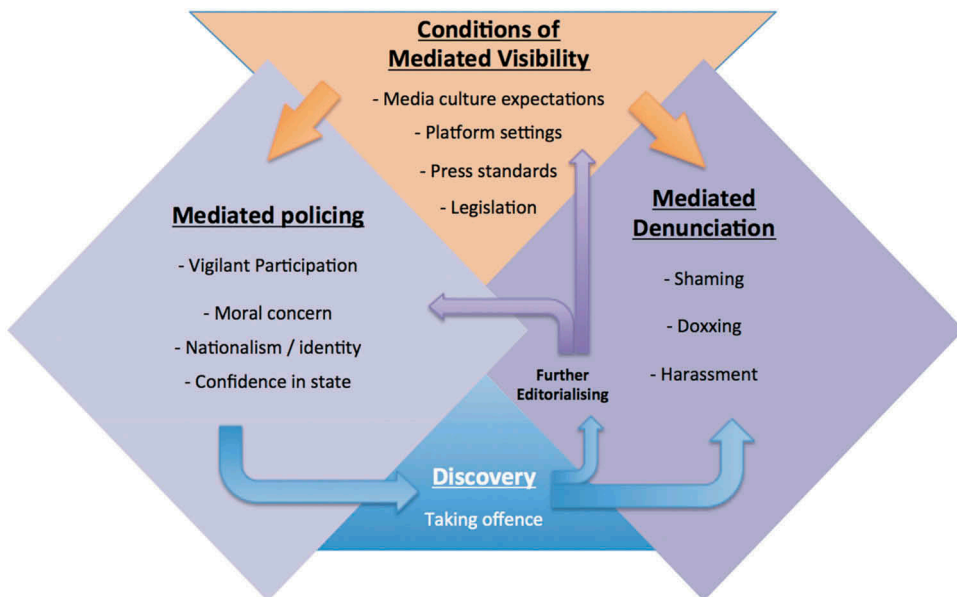 Conditions of
Mediated Visibility
- Media culture expectations
- Platform settings
- Press standards
- Legislation
Mediated policing
- Vigilant Participation
- Moral concern
- Nationalism / identity
- Confidence in state
Mediated
Denunciation
- Shaming
- Doxxing
- Harassment
Further
Editorialising
Discovery
Taking offence